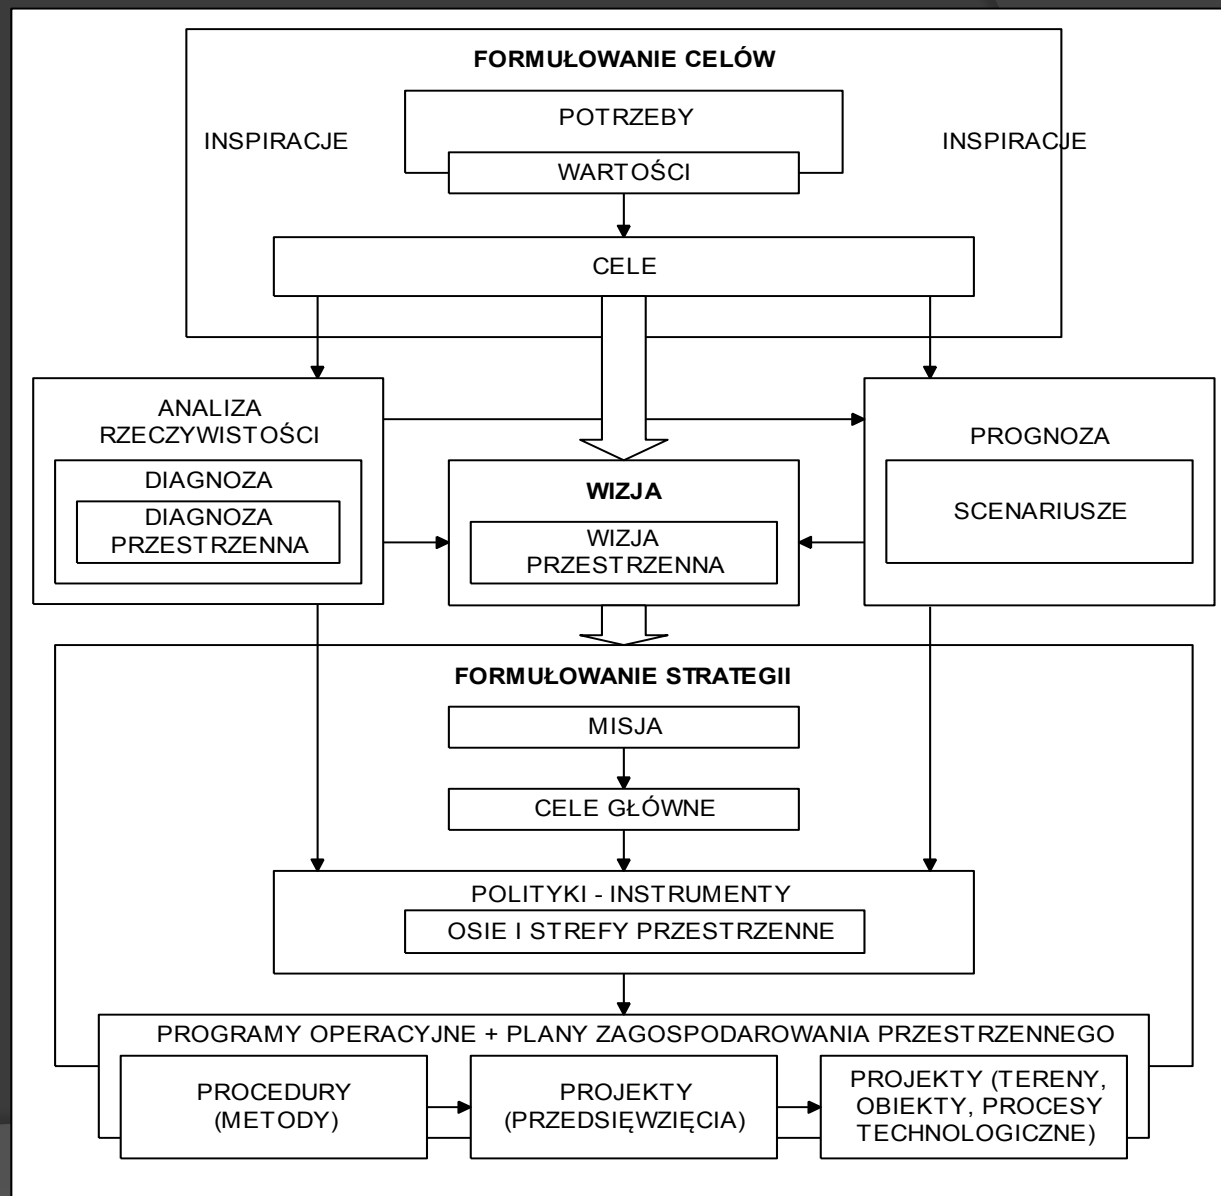 FORMUŁOWANIE CELÓW
POTRZEBY
INSPIRACJE
INSPIRACJE
WARTOŚCI
CELE
ANALIZA
RZECZYWISTOŚCI
DIAGNOZA
DIAGNOZA
PRZESTRZENNA
WIZJA
WIZJA
PRZESTRZENNA
PROGNOZA
SCENARIUSZE
FORMUŁOWANIE STRATEGII
MISJA
CELE GŁÓWNE
POLITYKI - INSTRUMENTY
OSIE I STREFY PRZESTRZENNE
PROGRAMY OPERACYJNE + PLANY ZAGOSPODAROWANIA PRZESTRZENNEGO
PROCEDURY
(METODY)
PROJEKTY
(PRZEDSIĘWZIĘCIA)
PROJEKTY (TERENY,
OBIEKTY, PROCESY
TECHNOLOGICZNE)